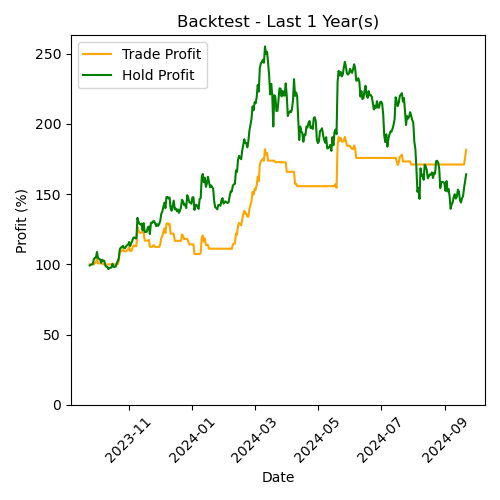 Backtest - Last 1 Year(s)
Trade Profit
Hold Profit
Profit (%)
250
200
150
100
50
0
2023-11
2024-01
2024-03
2024-05
2024-07
2024-09
Date